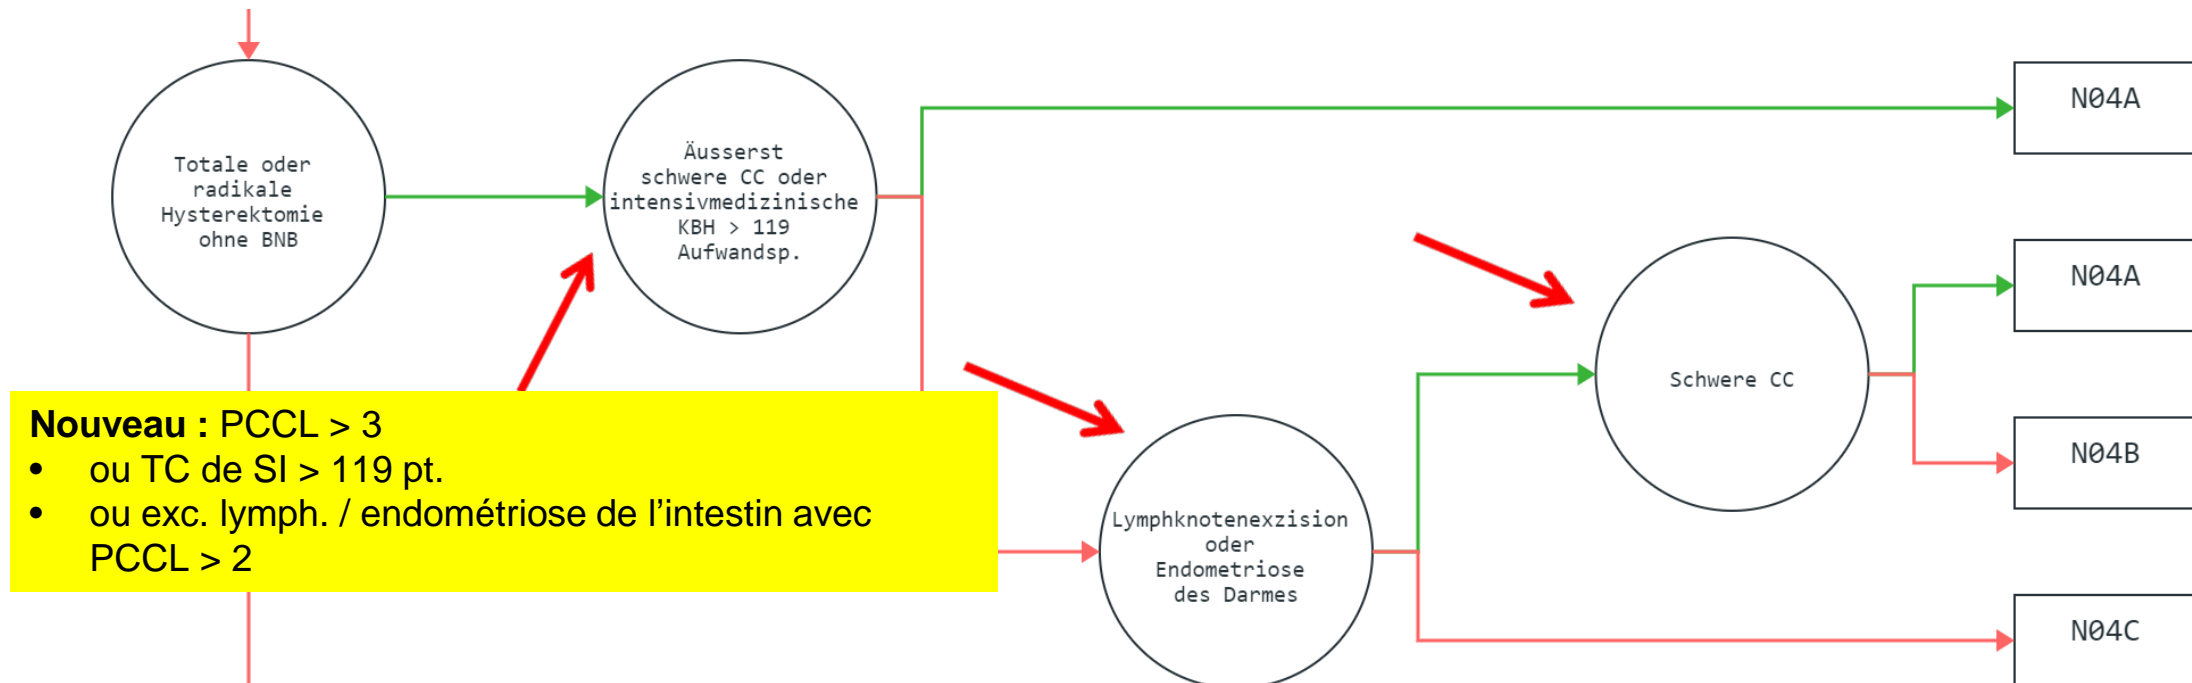 Totale oder
radikale
Hysterektomie
ohne BNB
Äusserst
schwere CC oder
intensivmedizinische
KBH > 119
Aufwandsp.
N04A
Schwere CC
N04A
N04B
Nouveau : PCCL > 3
• ou TC de SI > 119 pt.
• ou exc. lymph. / endométriose de l’intestin avec
PCCL > 2
Lymphknotenexzision
oder
Endometriose
des Darmes
N04C